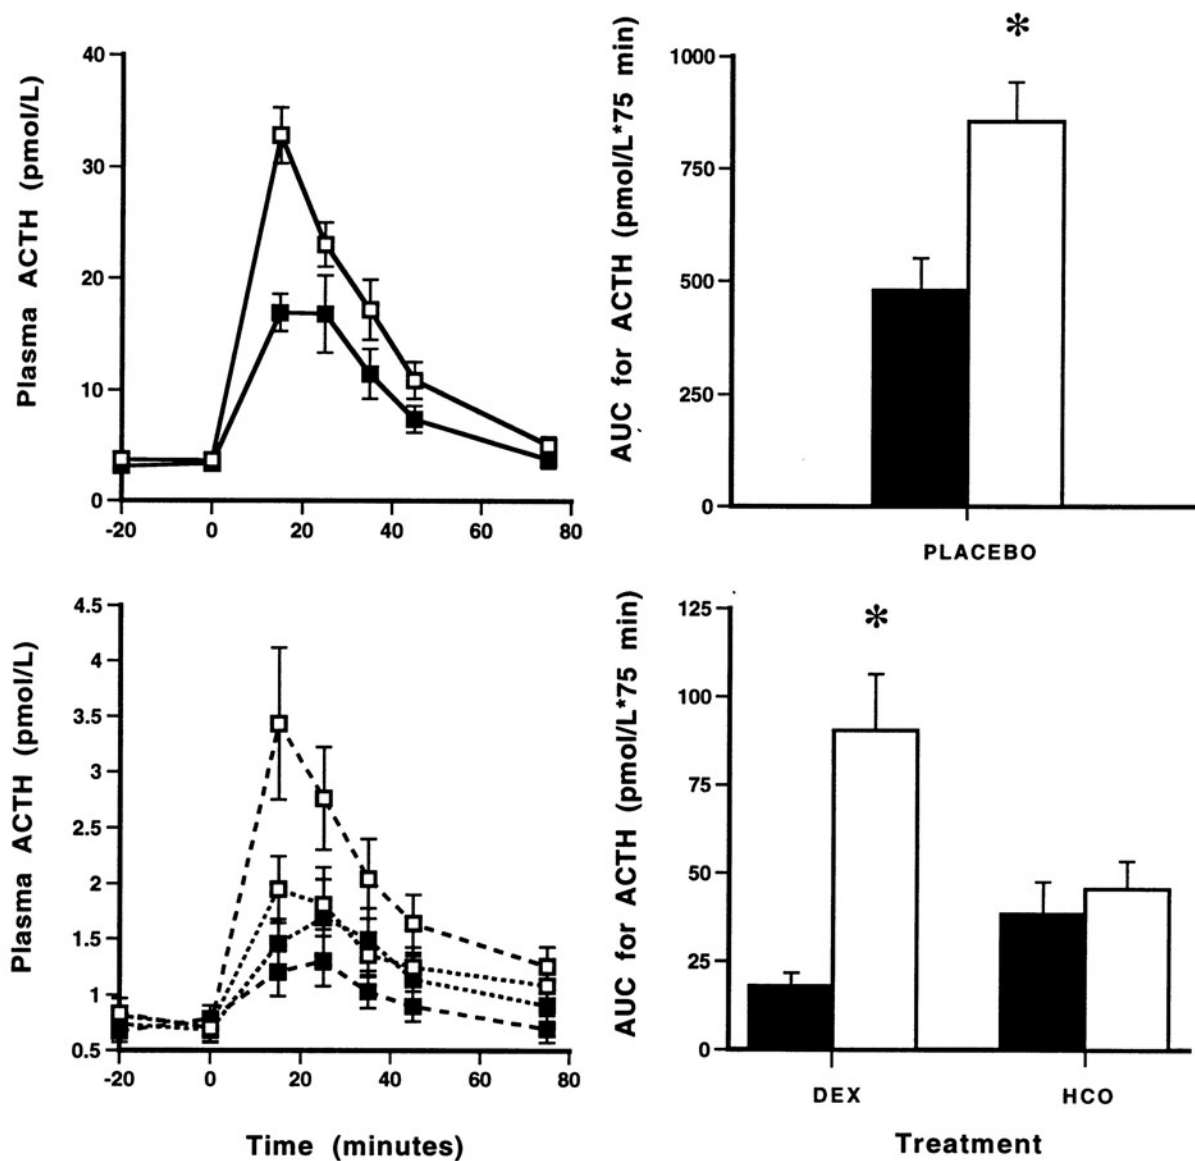 Plasma ACTH (pmol/L)
40
30
20
10
0
-20 0 20 40 60 80
AUC for ACTH (pmol/L*75 min)
*
1000
750
500
250
0
PLACEBO
Plasma ACTH (pmol/L)
4.5
4
3.5
3
2.5
2
1.5
1
0.5
-20 0 20 40 60 80
Time (minutes)
AUC for ACTH (pmol/L*75 min)
*
125
100
75
50
25
0
DEX HCO
Treatment